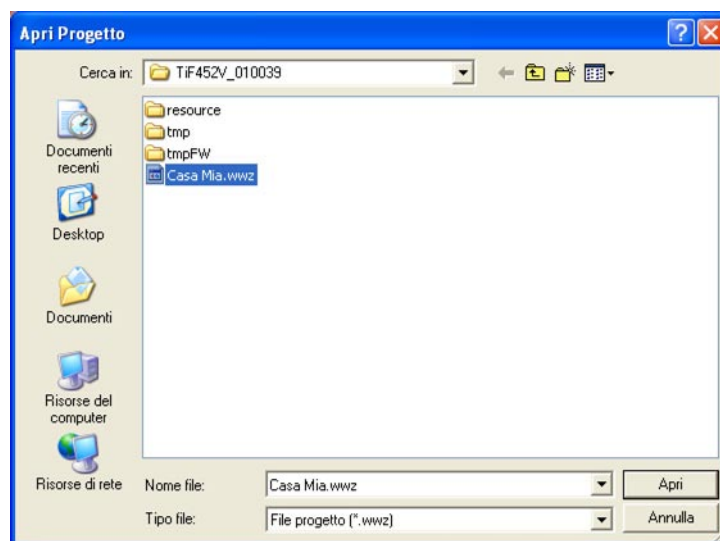 Apri Progetto
Cerca in: TiF452V_010039
resource
tmp
tmpFW
Casa Mia.wwz
Documenti
recenti
Desktop
Documenti
Risorse del
computer
Risorse di rete
Nome file: Casa Mia.wwz Apri
Tipo file: File progetto (*.wwz) Annulla